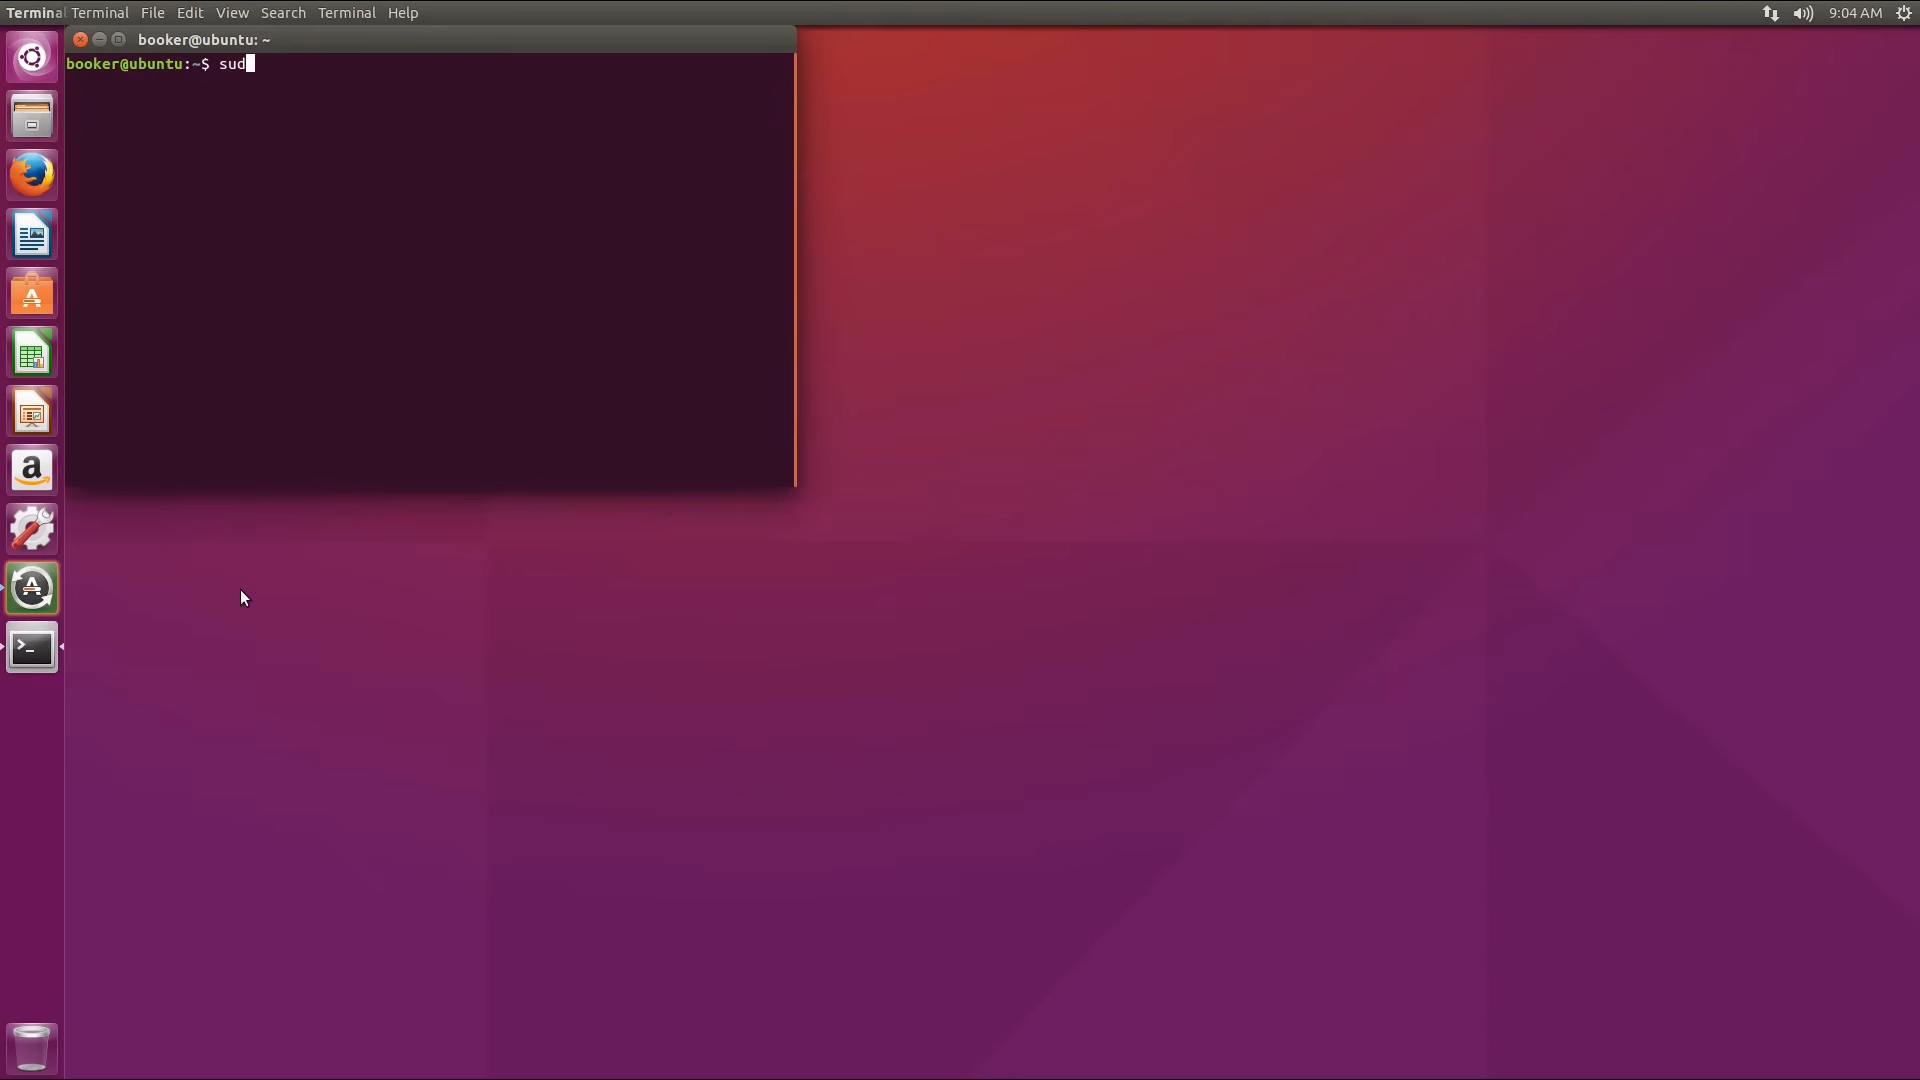 Terminal Terminal File Edit View Search Terminal Help 9:04 AM
booker@ubuntu: ~
booker@ubuntu:~$ sud